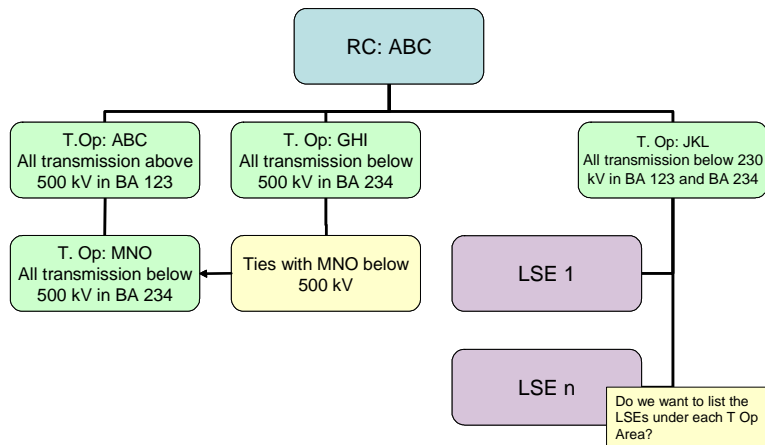 RC: ABC
T.Op: ABC
All transmission above
500 kV in BA 123
T. Op: GHI
All transmission below
500 kV in BA 234
T. Op: JKL
All transmission below 230
kV in BA 123 and BA 234
T. Op: MNO
All transmission below
500 kV in BA 234
Ties with MNO below
500 kV
LSE 1
LSE n
Do we want to list the
LSEs under each T Op
Area?